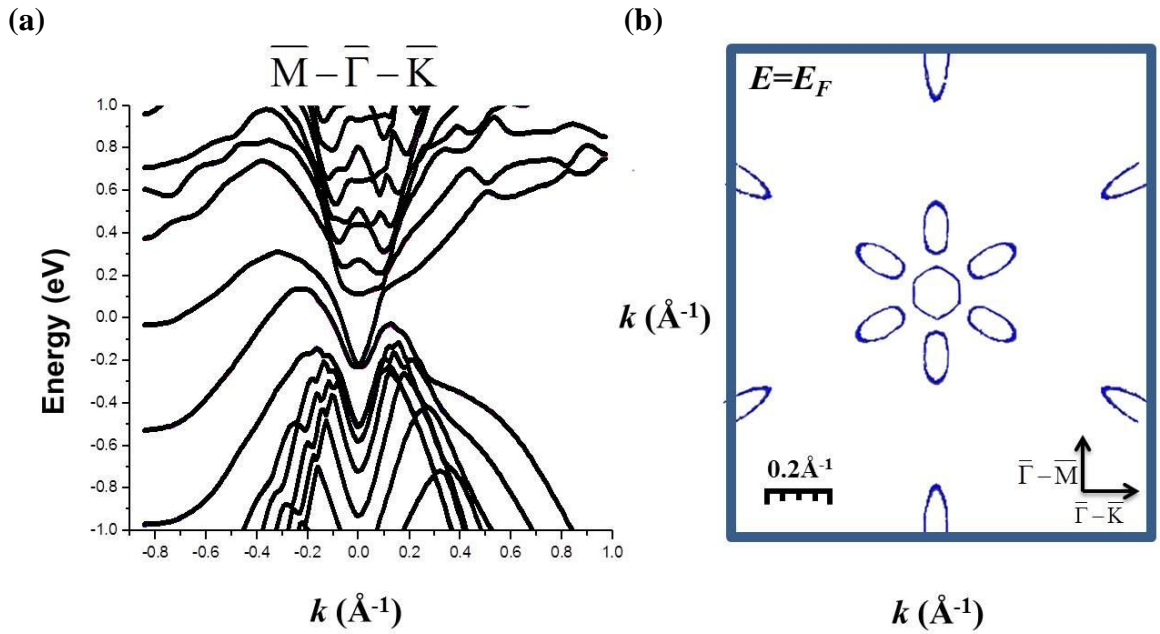 (a)
M̅ – Γ̅ – K̅
Energy (eV)
1.0
0.8
0.6
0.4
0.2
0.0
-0.2
-0.4
-0.6
-0.8
-1.0
-0.8 -0.6 -0.4 -0.2 0.0 0.2 0.4 0.6 0.8 1.0
k (Å-1)
(b)
E=EF
k (Å-1)
0.2Å-1
Γ̅ – M̅
Γ̅ – K̅
k (Å-1)